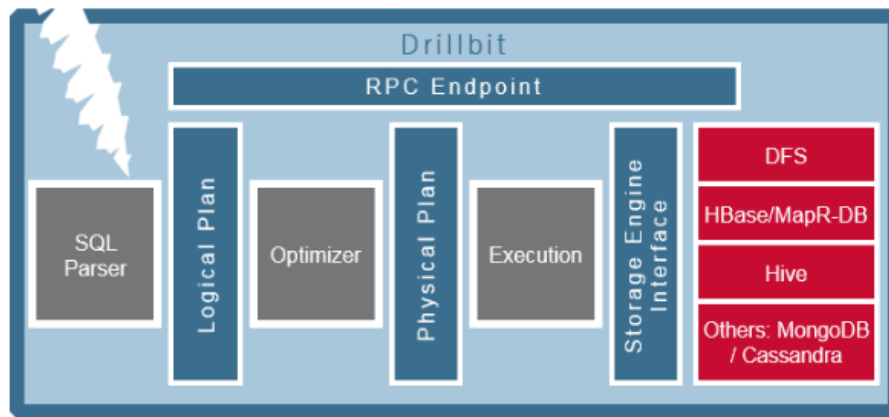 Drillbit
RPC Endpoint
SQL
Parser
Logical Plan
Optimizer
Physical Plan
Execution
Storage Engine
Interface
DFS
HBase/MapR-DB
Hive
Others: MongoDB
/ Cassandra